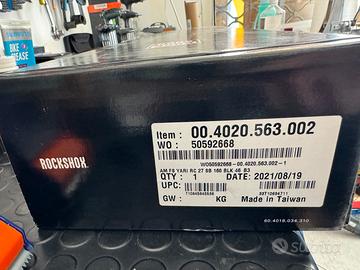 BIKE
GREASE
ROCKSHOX
Item : 00.4020.563.002
WO : 50592668
WO50592668-00.4020.563.002-1
AM FS YARI RC 27 SB 160 BLK 46 B3
QTY : 1 DATE: 2021/08/19
UPC:
GW: KG Made in Taiwan
60.4018.034.310
Subito